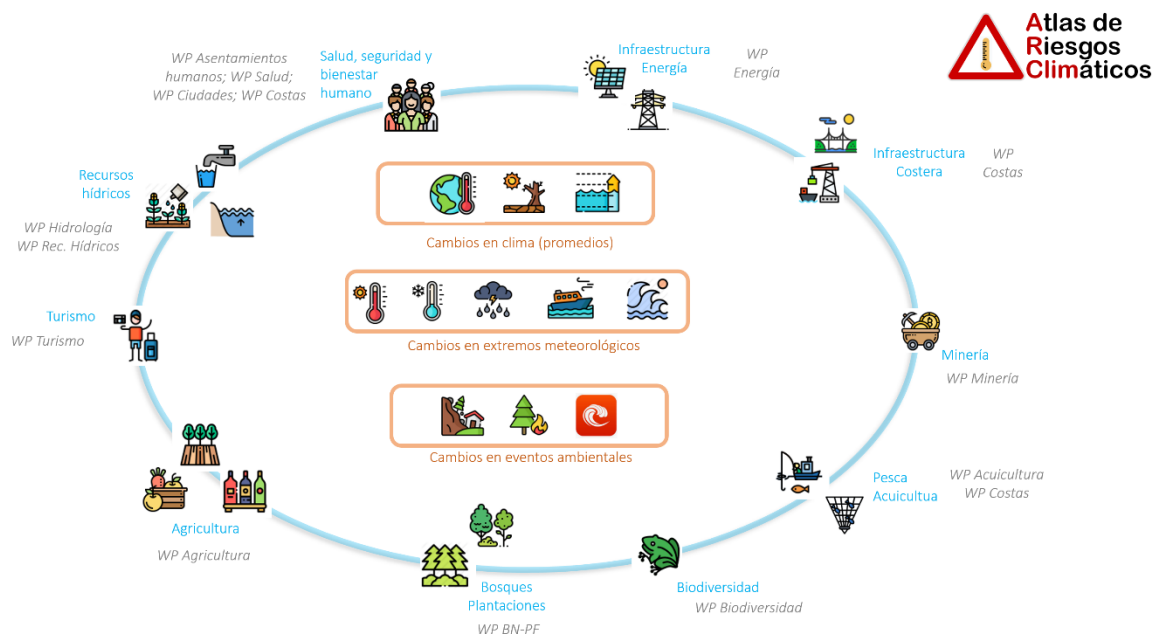 Atlas de
Riesgos
Climáticos
WP Asentamientos
humanos; WP Salud;
WP Ciudades; WP Costas
Salud, seguridad y
bienestar
humano
Infraestructura
Energía
WP
Energía
Infraestructura
Costera
WP
Costas
Recursos
hídricos
WP Hidrología
WP Rec. Hídricos
Cambios en clima (promedios)
Turismo
WP Turismo
Cambios en extremos meteorológicos
Minería
WP Minería
Cambios en eventos ambientales
Agricultura
WP Agricultura
Pesca
Acuicultua
WP Acuicultura
WP Costas
Bosques
Plantaciones
WP BN-PF
Biodiversidad
WP Biodiversidad